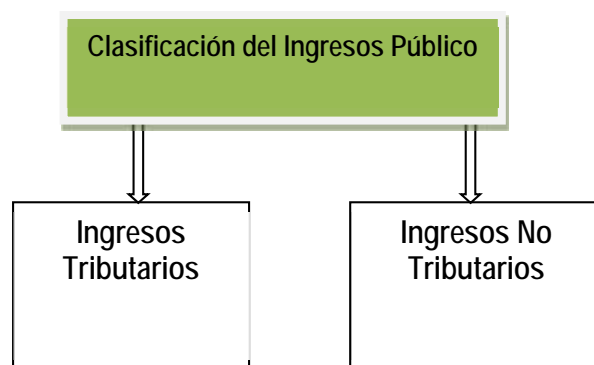 Clasificación del Ingresos Público
Ingresos
Tributarios
Ingresos No
Tributarios